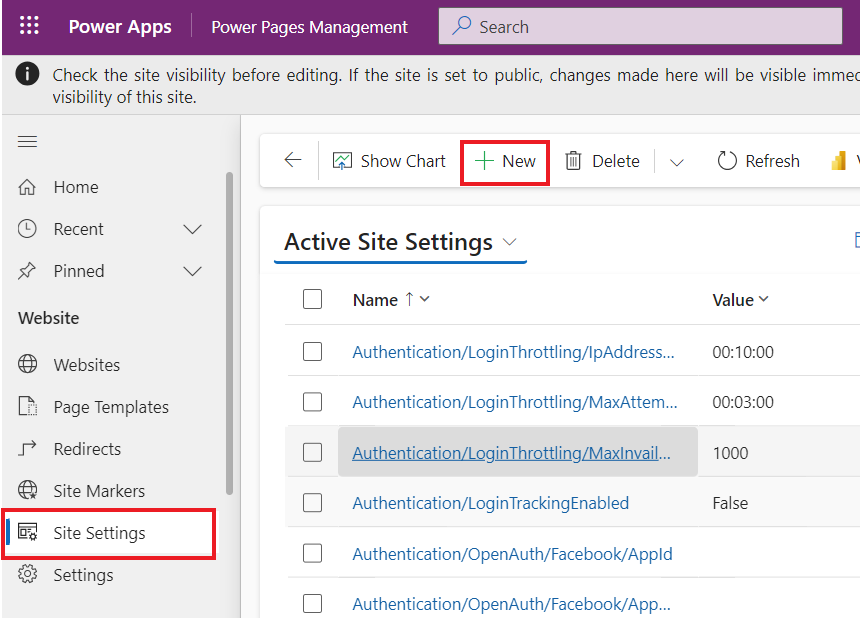 Power Apps
Power Pages Management
Search
Check the site visibility before editing. If the site is set to public, changes made here will be visible immed
visibility of this site.
Home
Recent
Pinned
Website
Websites
Page Templates
Redirects
Site Markers
Site Settings
Settings
Show Chart
New
Delete
Refresh
Active Site Settings
Name Value
Authentication/LoginThrottling/IpAddress... 00:10:00
Authentication/LoginThrottling/MaxAttem... 00:03:00
Authentication/LoginThrottling/MaxInvail... 1000
Authentication/LoginTrackingEnabled False
Authentication/OpenAuth/Facebook/AppId
Authentication/OpenAuth/Facebook/App...